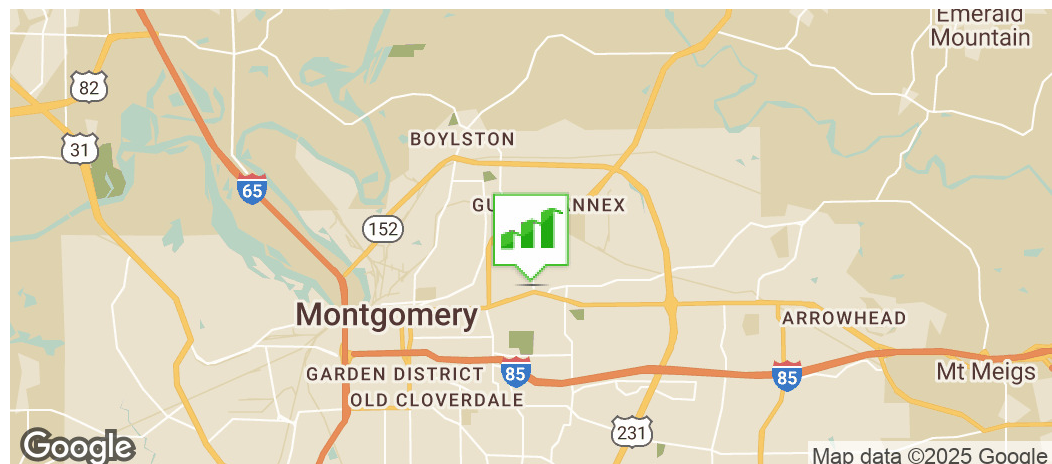 Emerald
Mountain
82
31
BOYLSTON
65
152
Montgomery
ARROWHEAD
GARDEN DISTRICT
85
85
Mt Meigs
OLD CLOVERDALE
231
Google
Map data ©2025 Google